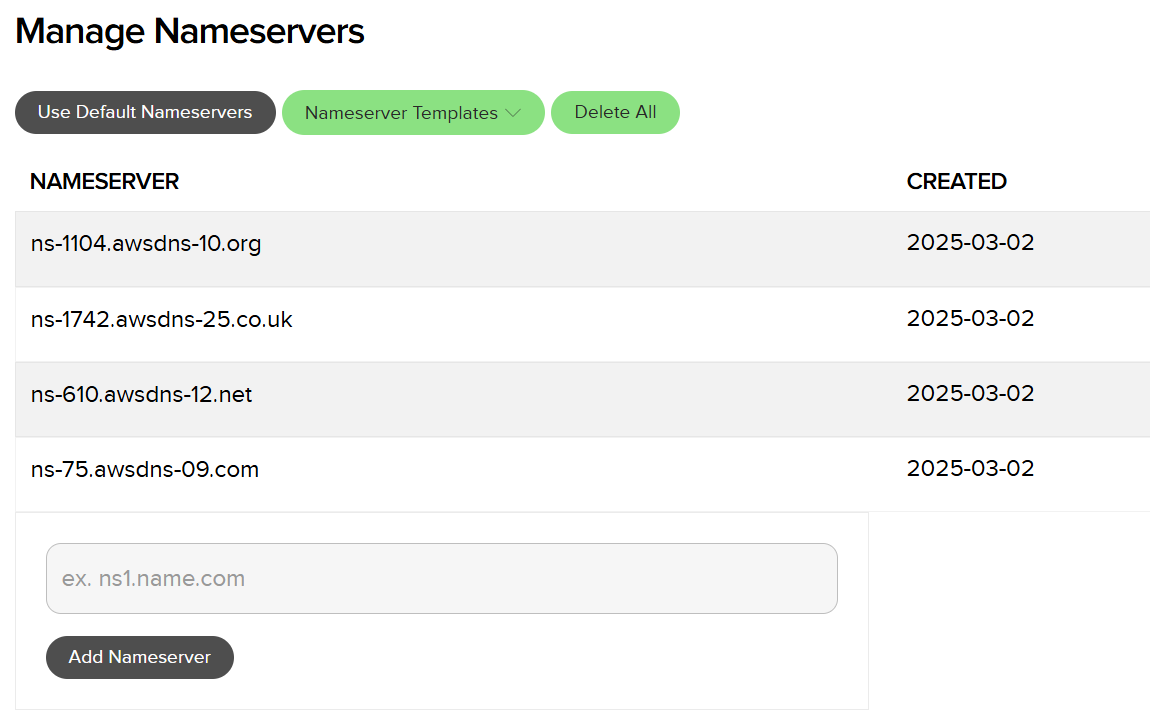 Manage Nameservers
Use Default Nameservers Nameserver Templates Delete All
NAMESERVER CREATED
ns-1104.awsdns-10.org 2025-03-02
ns-1742.awsdns-25.co.uk 2025-03-02
ns-610.awsdns-12.net 2025-03-02
ns-75.awsdns-09.com 2025-03-02
ex. ns1.name.com
Add Nameserver